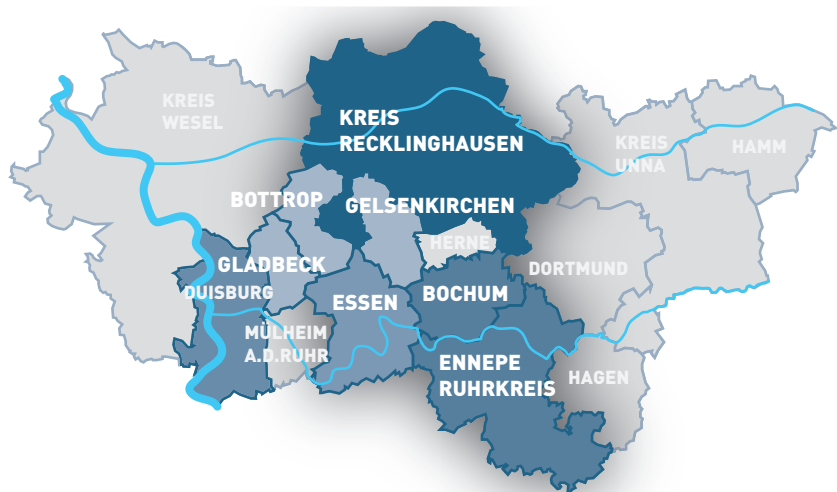 KREIS
WESEL
KREIS
RECKLINGHAUSEN
KREIS
UNNA
HAMM
BOTTROP
GELSENKIRCHEN
HERNE
GLADBECK
DORTMUND
DUISBURG
ESSEN
BOCHUM
MÜLHEIM
A.D.RUHR
ENNEPE
RUHRKREIS
HAGEN